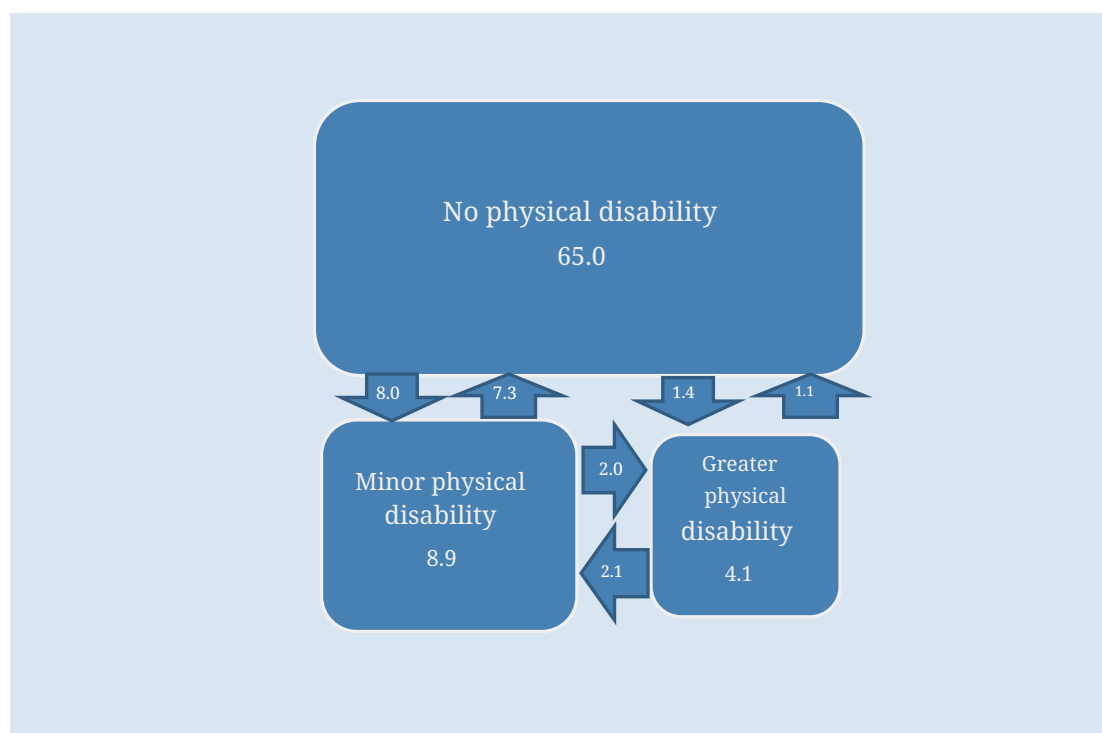 No physical disability
65.0
8.0
7.3
1.4
1.1
Minor physical
disability
8.9
2.0
2.1
Greater
physical
disability
4.1